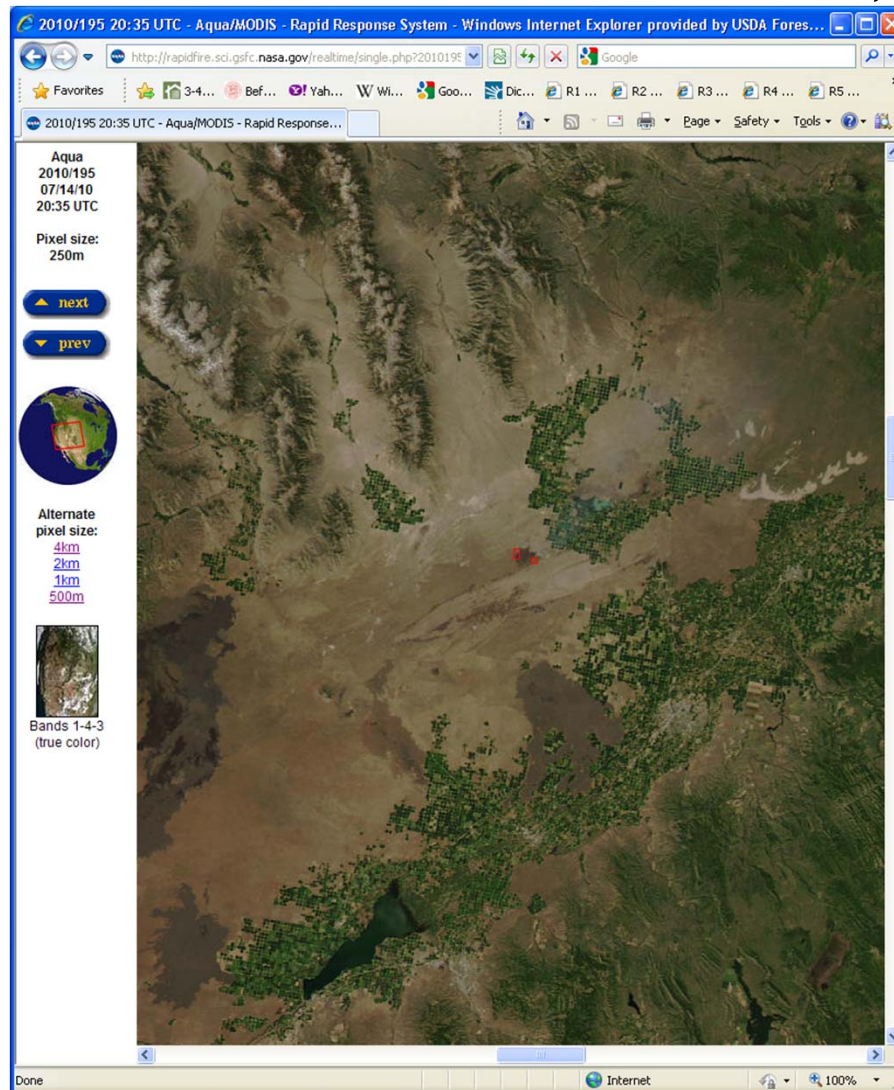 2010/195 20:35 UTC - Aqua/MODIS - Rapid Response System - Windows Internet Explorer provided by USDA Fores...
http://rapidfire.sci.gsfc.nasa.gov/realtime/single.php?2010195
Google
Favorites 3-4... Bef... Yah... Wi... Goo... Dic... R1 ... R2 ... R3 ... R4 ... R5 ...
2010/195 20:35 UTC - Aqua/MODIS - Rapid Response...
Page Safety Tools
Aqua
2010/195
07/14/10
20:35 UTC
Pixel size:
250m
next
prev
Alternate
pixel size:
4km
2km
1km
500m
Bands 1-4-3
(true color)
Done Internet 100%